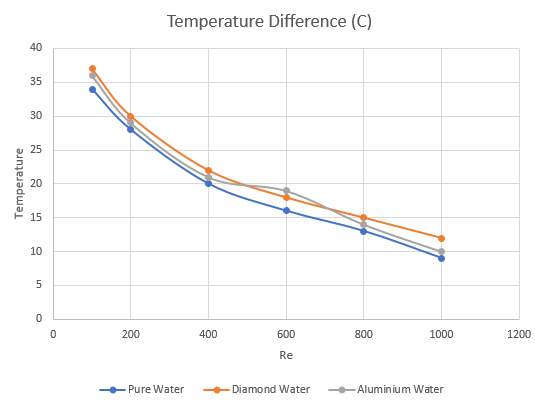 Temperature Difference (C)
40
35
30
25
20
15
10
5
0
Temperature
0 200 400 600 800 1000 1200
Re
Pure Water Diamond Water Aluminium Water